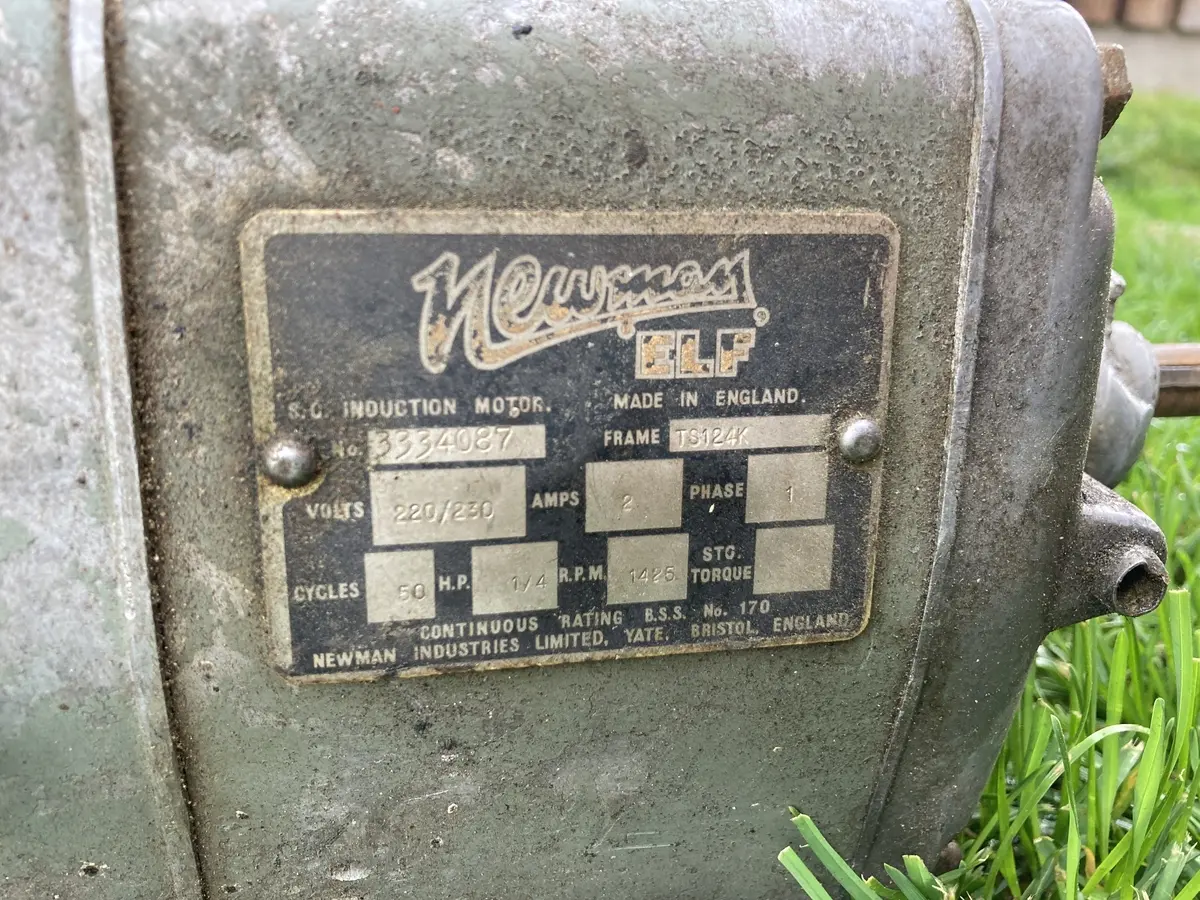 Newman
ELF
S.C. INDUCTION MOTOR. MADE IN ENGLAND.
No. 3334087 FRAME TS124K
VOLTS 220/230 AMPS 2 PHASE 1
CYCLES 50 H.P. 1/4 R.P.M. 1425 STG. TORQUE
CONTINUOUS RATING B.S.S. No. 170
NEWMAN INDUSTRIES LIMITED, YATE, BRISTOL, ENGLAND